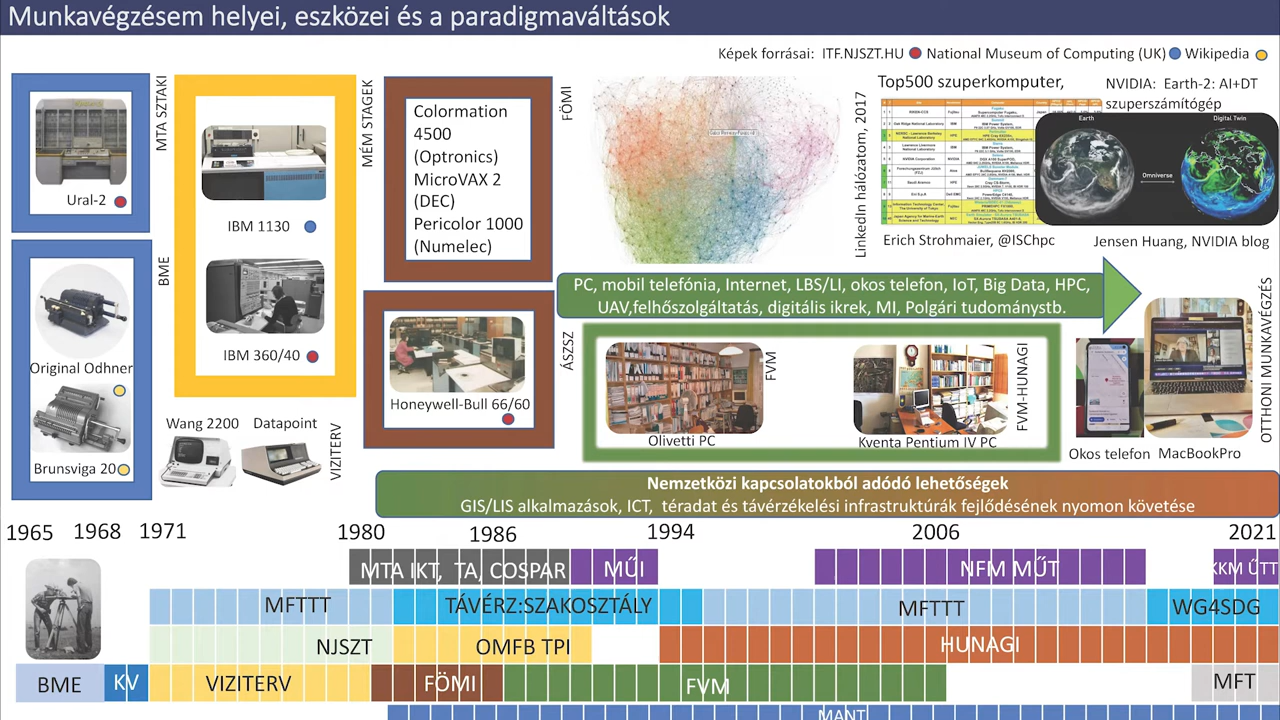 Munkavégzésem helyei, eszközei és a paradigmaváltások
Képek forrásai: ITF.NJSZT.HU National Museum of Computing (UK) Wikipedia
MTA SZTAKI
Ural-2
BME
Original Odhner
Brunsviga 20
MÉM STAGEK
IBM 1130
IBM 360/40
Wang 2200
Datapoint
VIZITERV
FÖMI
Colormation
4500
(Optronics)
MicroVAX 2
(DEC)
Pericolor 1000
(Numelec)
ÁSZSZ
Honeywell-Bull 66/60
LinkedIn hálózatom, 2017
Top500 szuperkomputer,
Erich Strohmaier, @ISChpc
NVIDIA: Earth-2: AI+DT
szuperszámítógép
Earth
Digital Twin
Omniverse
Jensen Huang, NVIDIA blog
PC, mobil telefónia, Internet, LBS/LI, okos telefon, IoT, Big Data, HPC,
UAV,felhőszolgáltatás, digitális ikrek, MI, Polgári tudománystb.
FVM
Olivetti PC
FVM-HUNAGI
Kventa Pentium IV PC
OTTHONI MUNKAVÉGZÉS
Okos telefon
MacBookPro
Nemzetközi kapcsolatokból adódó lehetőségek
GIS/LIS alkalmazások, ICT, téradat és távérzékelési infrastruktúrák fejlődésének nyomon követése
1965
1968
1971
1980
1986
1994
2006
2021
MTA IKT, TA, COSPAR
MŰI
NFM MŰT
KKM ŰTT
MFTTT
TÁVÉRZ:SZAKOSZTÁLY
MFTTT
WG4SDG
NJSZT
OMFB TPI
HUNAGI
BME
KV
VIZITERV
FÖMI
FVM
MFT
MANT